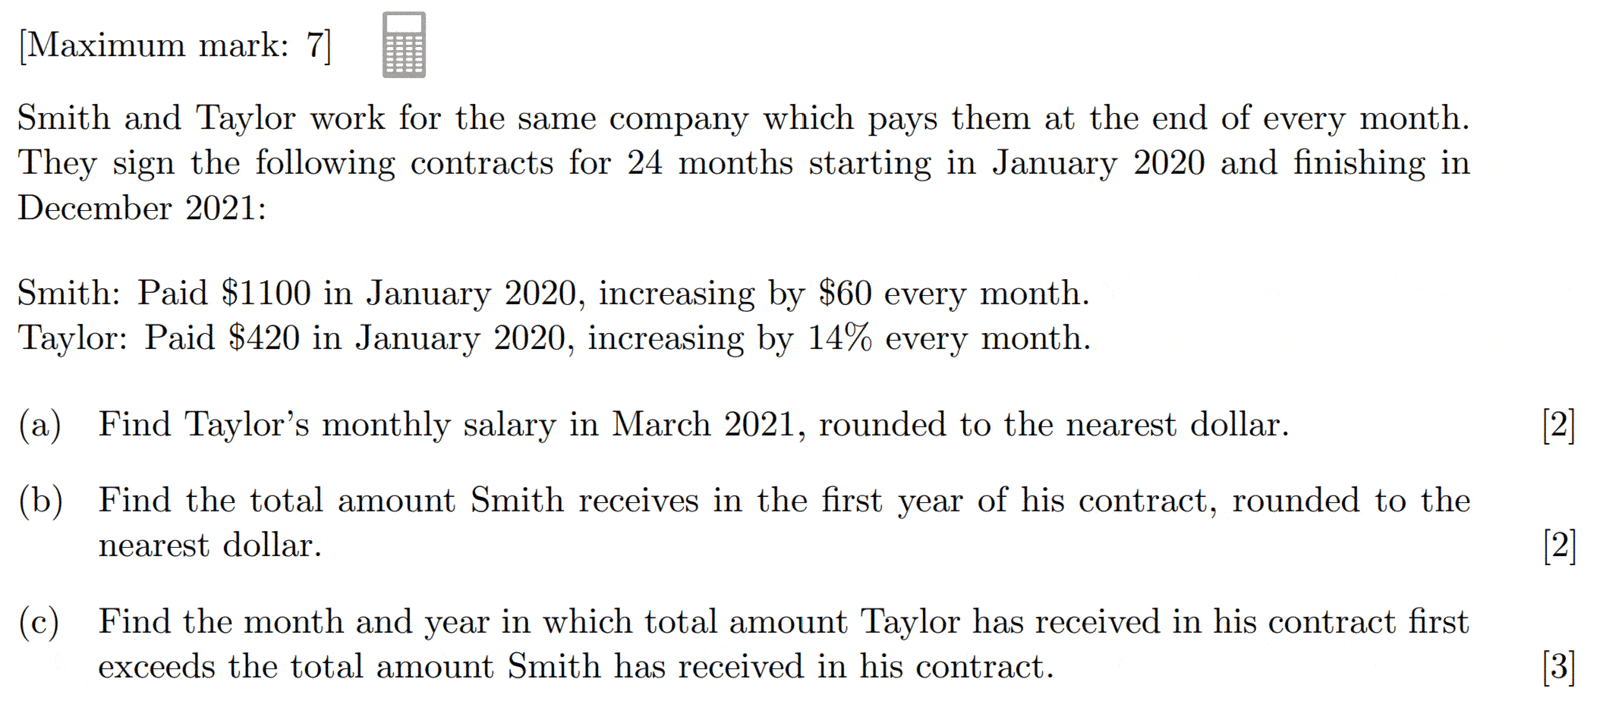 [Maximum mark: 7]
Smith and Taylor work for the same company which pays them at the end of every month.
They sign the following contracts for 24 months starting in January 2020 and finishing in
December 2021:
Smith: Paid $1100 in January 2020, increasing by $60 every month.
Taylor: Paid $420 in January 2020, increasing by 14% every month.
(a) Find Taylor's monthly salary in March 2021, rounded to the nearest dollar. [2]
(b) Find the total amount Smith receives in the first year of his contract, rounded to the
nearest dollar. [2]
(c) Find the month and year in which total amount Taylor has received in his contract first
exceeds the total amount Smith has received in his contract. [3]